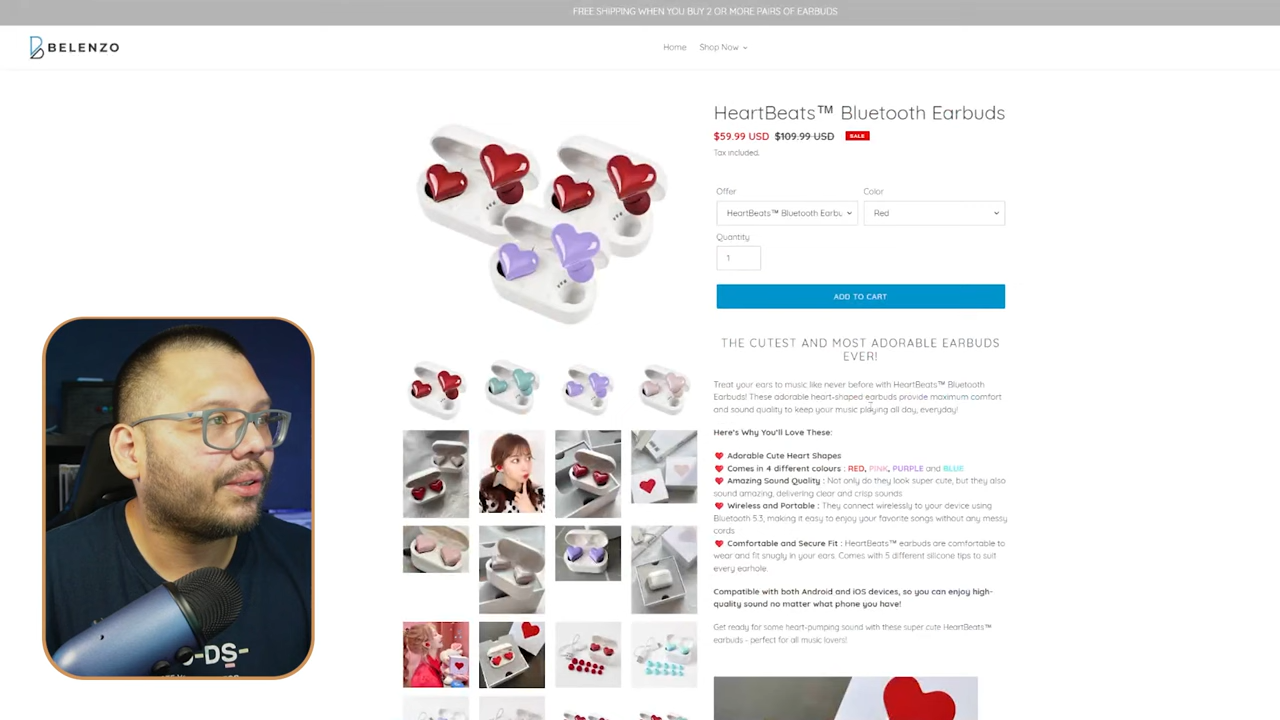 FREE SHIPPING WHEN YOU BUY 2 OR MORE PAIRS OF EARBUDS
BELENZO
Home Shop Now
HeartBeats™ Bluetooth Earbuds
$59.99 USD $109.99 USD SALE
Tax included.
Offer Color
HeartBeats™ Bluetooth Earbu Red
Quantity
1
ADD TO CART
THE CUTEST AND MOST ADORABLE EARBUDS
EVER!
Treat your ears to music like never before with HeartBeats™ Bluetooth
Earbuds! These adorable heart-shaped earbuds provide maximum comfort
and sound quality to keep your music playing all day, everyday!
Here's Why You'll Love These:
Adorable Cute Heart Shapes
Comes in 4 different colours : RED, PINK, PURPLE and BLUE
Amazing Sound Quality : Not only do they look super cute, but they also
sound amazing, delivering clear and crisp sounds
Wireless and Portable : They connect wirelessly to your device using
Bluetooth 5.3, making it easy to enjoy your favorite songs without any messy
cords
Comfortable and Secure Fit : HeartBeats™ earbuds are comfortable to
wear and fit snugly in your ears. Comes with 5 different silicone tips to suit
every earhole.
Compatible with both Android and iOS devices, so you can enjoy high-
quality sound no matter what phone you have!
Get ready for some heart-pumping sound with these super cute HeartBeats™
earbuds - perfect for all music lovers!